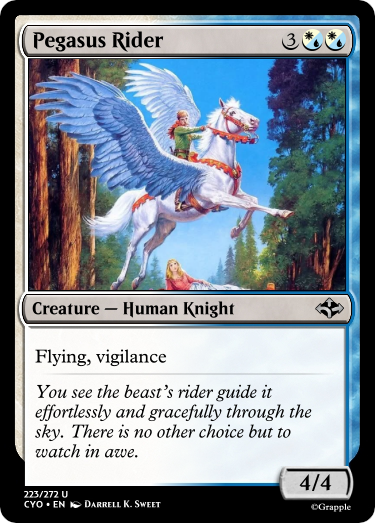 Pegasus Rider 3
Creature — Human Knight
Flying, vigilance
You see the beast's rider guide it
effortlessly and gracefully through the
sky. There is no other choice but to
watch in awe.
4/4
223/272 U
CYO • EN Darrell K. Sweet
©Grapple